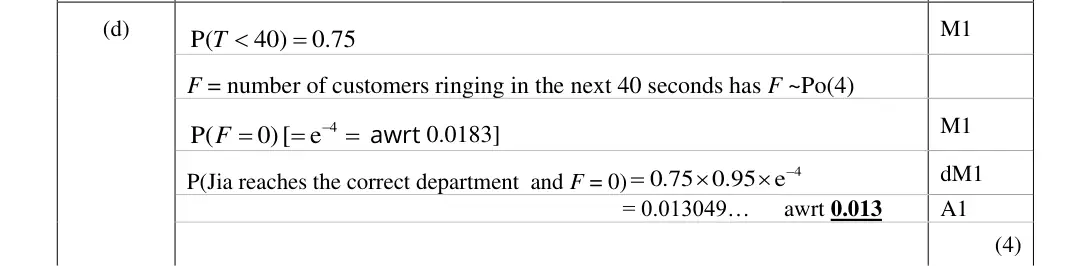 (d) P(T < 40) = 0.75 M1
F = number of customers ringing in the next 40 seconds has F ~Po(4)
P(F = 0) [= e⁻⁴ = awrt 0.0183] M1
P(Jia reaches the correct department and F = 0) = 0.75 × 0.95 × e⁻⁴ dM1
= 0.013049… awrt 0.013 A1
(4)